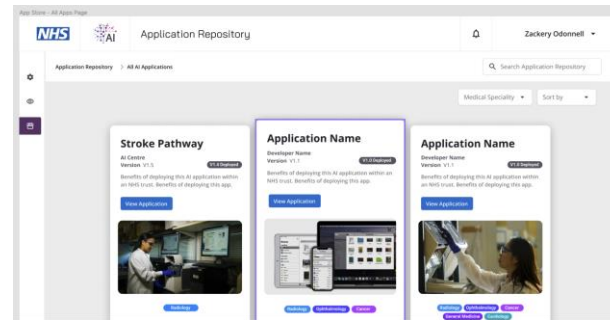 App Store - All Apps Page
NHS
AI
Application Repository
Zackery Odonnell
Application Repository > All AI Applications
Search Application Repository
Medical Speciality
Sort by
Stroke Pathway
AI Centre
Version V1.5
V1.4 Deployed
Benefits of deploying this AI application within
an NHS trust. Benefits of deploying this app.
View Application
Radiology
Application Name
Developer Name
Version V1.1
V1.0 Deployed
Benefits of deploying this AI application within
an NHS trust. Benefits of deploying this app.
View Application
Radiology
Ophthalmology
Cancer
Application Name
Developer Name
Version V1.1
Benefits of deploying this AI application within
an NHS trust. Benefits of deploying this app.
View Application
Radiology
Ophthalmology
Cancer
General Medicine
Cardiology